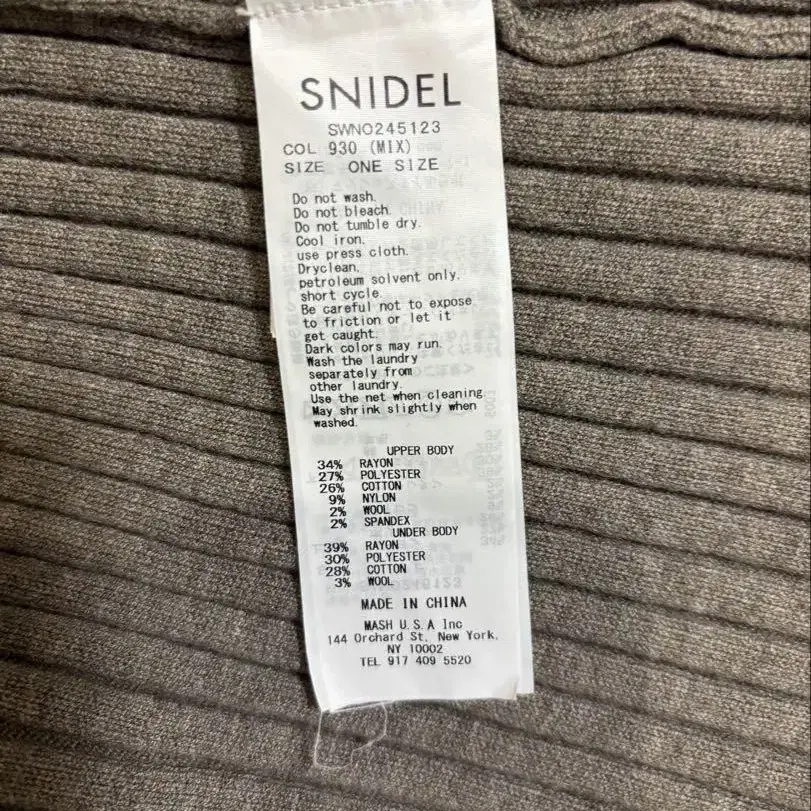 SNIDEL
SWNO245123
COL 930 (MIX)
SIZE ONE SIZE
Do not wash.
Do not bleach.
Do not tumble dry.
Cool iron.
use press cloth.
Dryclean.
petroleum solvent only.
short cycle.
Be careful not to expose
to friction or let it
get caught.
Dark colors may run.
Wash the laundry
separately from
other laundry.
Use the net when cleaning.
May shrink slightly when
washed.
UPPER BODY
34% RAYON
27% POLYESTER
26% COTTON
9% NYLON
2% WOOL
2% SPANDEX
UNDER BODY
39% RAYON
30% POLYESTER
28% COTTON
3% WOOL
MADE IN CHINA
MASH U.S.A Inc
144 Orchard St, New York,
NY 10002
TEL 917 409 5520